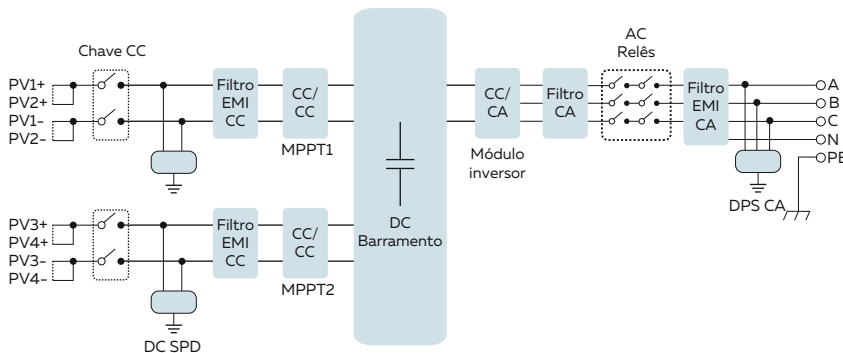 Chave CC
PV1+
PV2+
PV1-
PV2-
Filtro
EMI
CC
CC/
CC
MPPT1
PV3+
PV4+
PV3-
PV4-
Filtro
EMI
CC
CC/
CC
MPPT2
DC SPD
DC
Barramento
CC/
CA
Módulo
inversor
Filtro
CA
AC
Relês
Filtro
EMI
CA
A
B
C
N
PE
DPS CA